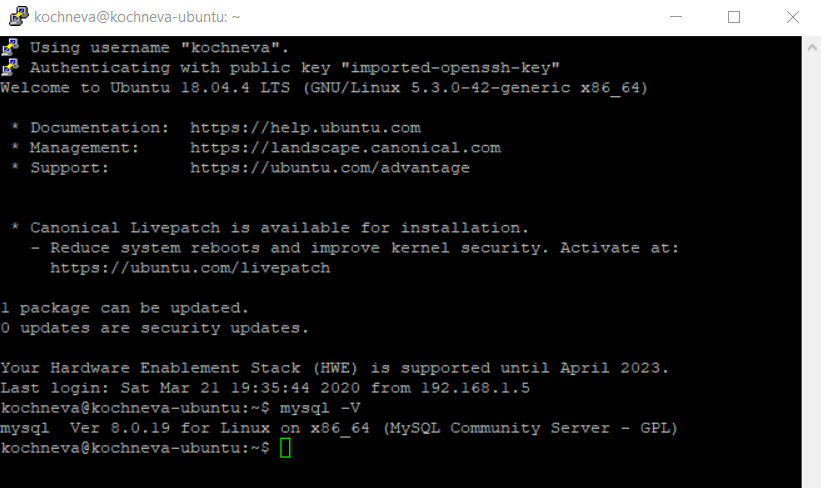 kochneva@kochneva-ubuntu: ~
Using username "kochneva".
Authenticating with public key "imported-openssh-key"
Welcome to Ubuntu 18.04.4 LTS (GNU/Linux 5.3.0-42-generic x86_64)
* Documentation:  https://help.ubuntu.com
* Management:     https://landscape.canonical.com
* Support:        https://ubuntu.com/advantage
* Canonical Livepatch is available for installation.
- Reduce system reboots and improve kernel security. Activate at:
https://ubuntu.com/livepatch
1 package can be updated.
0 updates are security updates.
Your Hardware Enablement Stack (HWE) is supported until April 2023.
Last login: Sat Mar 21 19:35:44 2020 from 192.168.1.5
kochneva@kochneva-ubuntu:~$ mysql -V
mysql  Ver 8.0.19 for Linux on x86_64 (MySQL Community Server - GPL)
kochneva@kochneva-ubuntu:~$